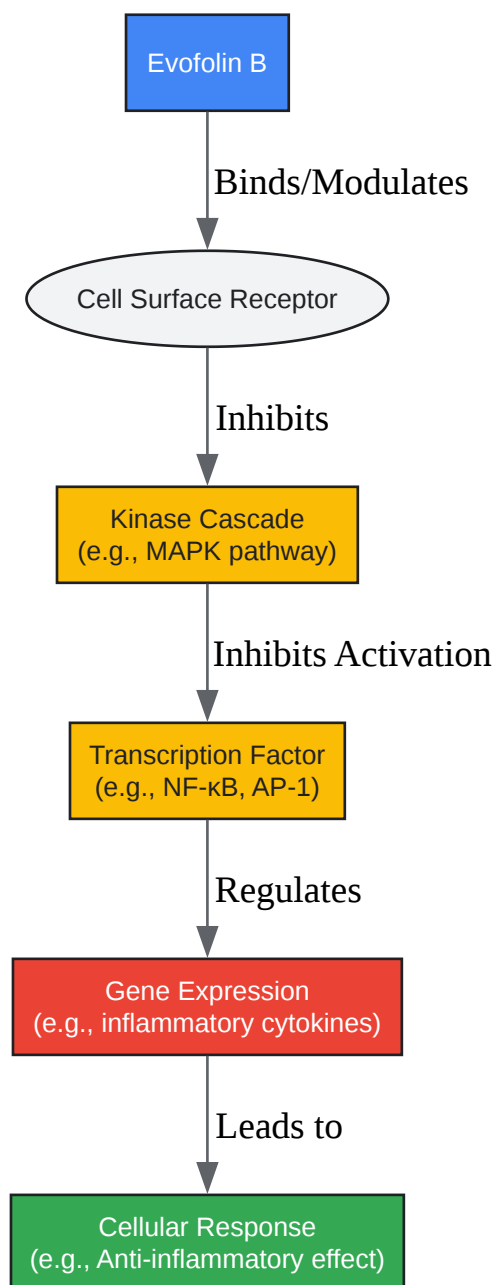 Evofolin B
Binds/Modulates
Cell Surface Receptor
Inhibits
Kinase Cascade
(e.g., MAPK pathway)
Inhibits Activation
Transcription Factor
(e.g., NF-κB, AP-1)
Regulates
Gene Expression
(e.g., inflammatory cytokines)
Leads to
Cellular Response
(e.g., Anti-inflammatory effect)